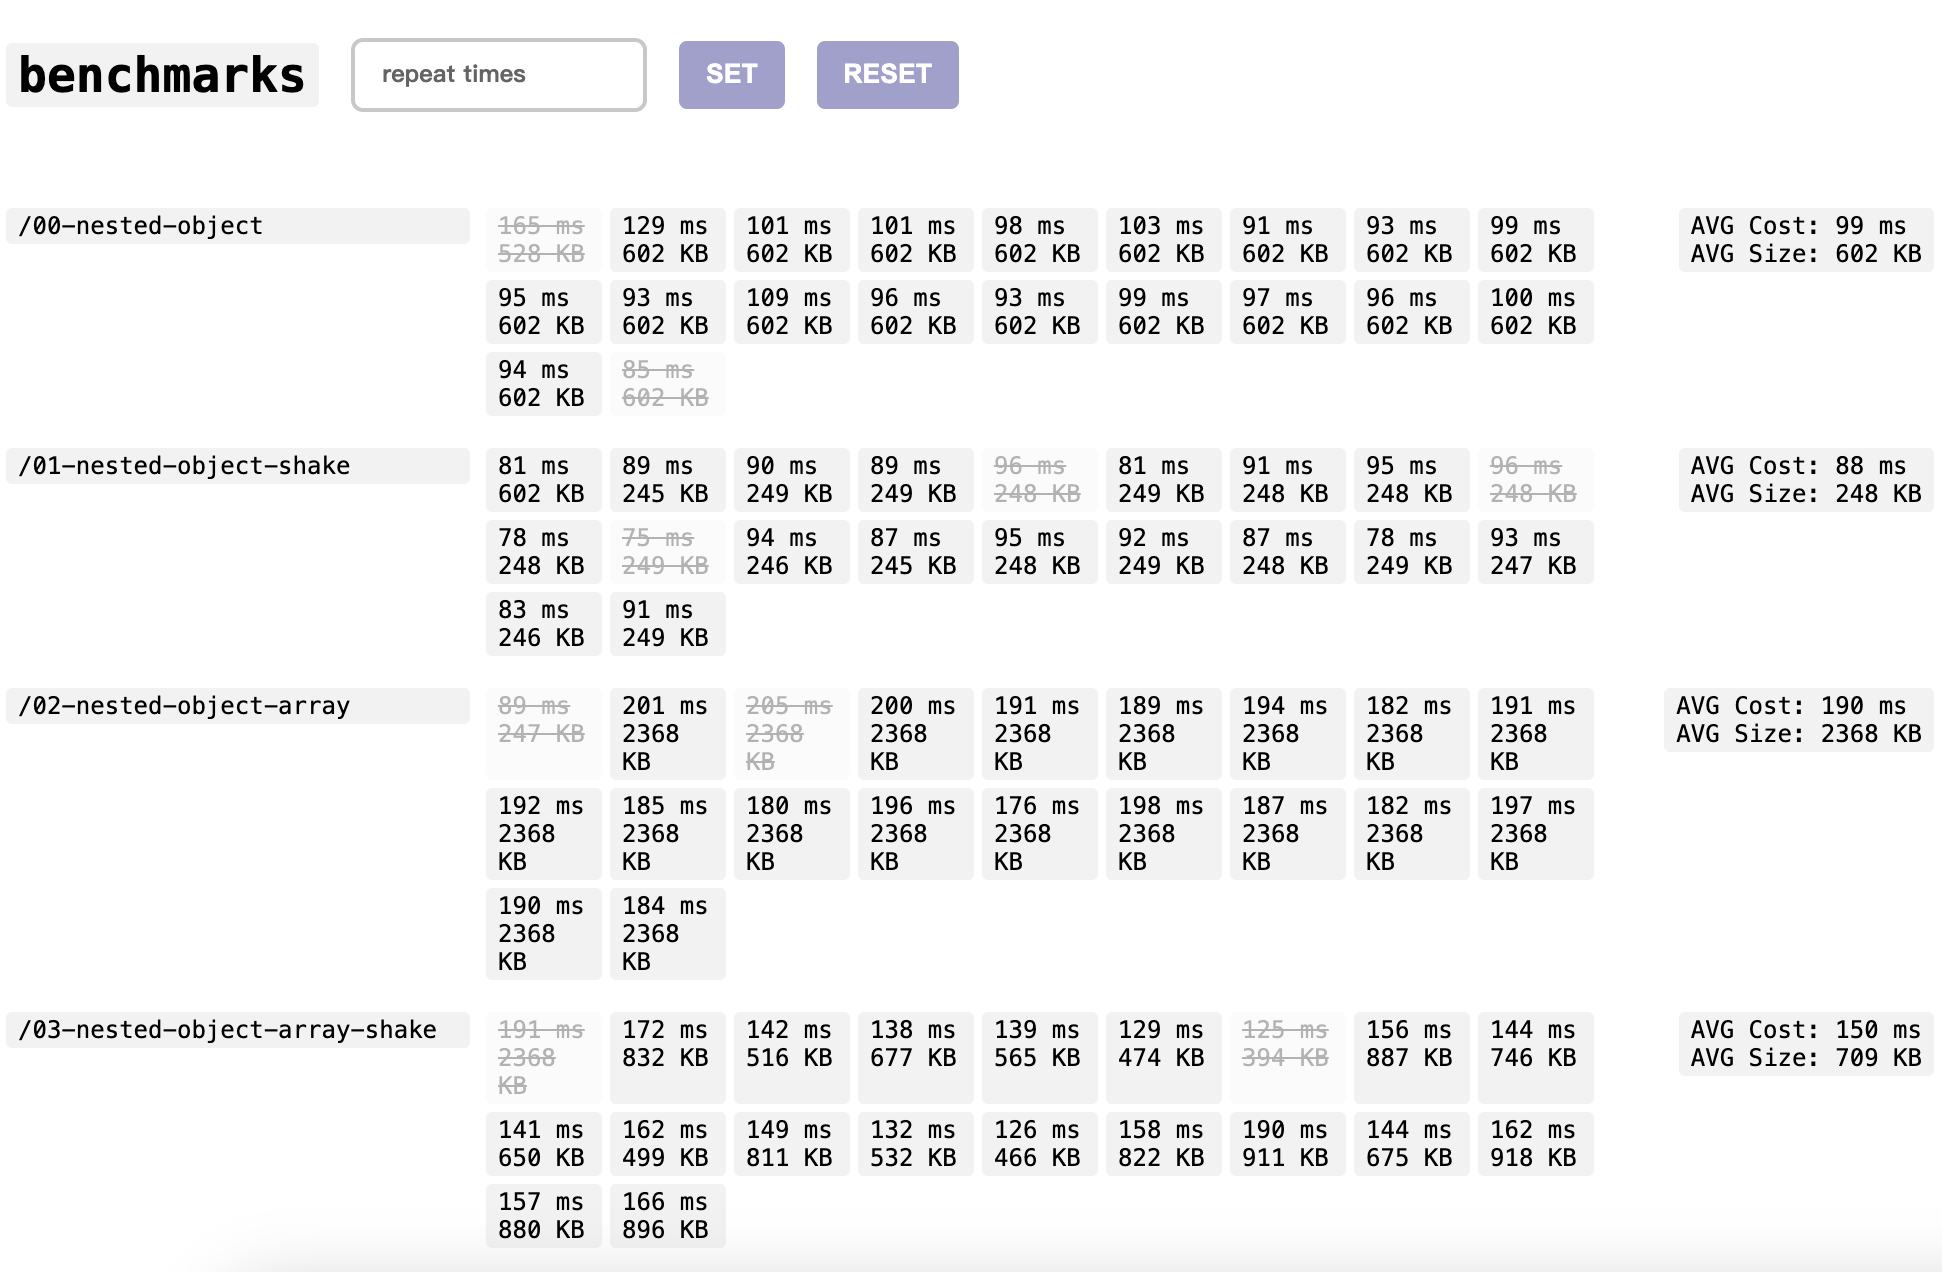 benchmarks
repeat times
SET
RESET
/00-nested-object
165 ms 129 ms 101 ms 101 ms 98 ms 103 ms 91 ms 93 ms 99 ms AVG Cost: 99 ms
528 KB 602 KB 602 KB 602 KB 602 KB 602 KB 602 KB 602 KB 602 KB AVG Size: 602 KB
95 ms 93 ms 109 ms 96 ms 93 ms 99 ms 97 ms 96 ms 100 ms
602 KB 602 KB 602 KB 602 KB 602 KB 602 KB 602 KB 602 KB 602 KB
94 ms 85 ms
602 KB 602 KB
/01-nested-object-shake
81 ms 89 ms 90 ms 89 ms 96 ms 81 ms 91 ms 95 ms 96 ms AVG Cost: 88 ms
602 KB 245 KB 249 KB 249 KB 248 KB 249 KB 248 KB 248 KB 248 KB AVG Size: 248 KB
78 ms 75 ms 94 ms 87 ms 95 ms 92 ms 87 ms 78 ms 93 ms
248 KB 249 KB 246 KB 245 KB 248 KB 249 KB 248 KB 249 KB 247 KB
83 ms 91 ms
246 KB 249 KB
/02-nested-object-array
89 ms 201 ms 205 ms 200 ms 191 ms 189 ms 194 ms 182 ms 191 ms AVG Cost: 190 ms
247 KB 2368 2368 2368 2368 2368 2368 2368 2368 AVG Size: 2368 KB
KB KB KB KB KB KB KB KB
192 ms 185 ms 180 ms 196 ms 176 ms 198 ms 187 ms 182 ms 197 ms
2368 2368 2368 2368 2368 2368 2368 2368 2368
KB KB KB KB KB KB KB KB KB
190 ms 184 ms
2368 2368
KB KB
/03-nested-object-array-shake
191 ms 172 ms 142 ms 138 ms 139 ms 129 ms 125 ms 156 ms 144 ms AVG Cost: 150 ms
2368 832 KB 516 KB 677 KB 565 KB 474 KB 394 KB 887 KB 746 KB AVG Size: 709 KB
KB
141 ms 162 ms 149 ms 132 ms 126 ms 158 ms 190 ms 144 ms 162 ms
650 KB 499 KB 811 KB 532 KB 466 KB 822 KB 911 KB 675 KB 918 KB
157 ms 166 ms
880 KB 896 KB